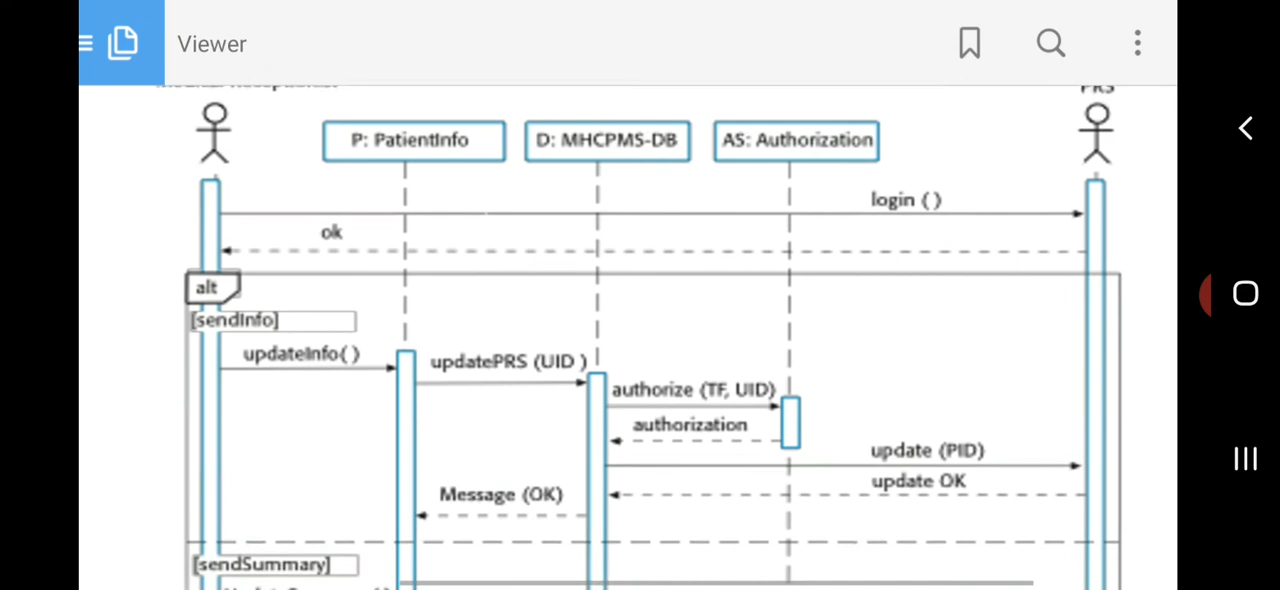 Viewer
PRS
P: PatientInfo
D: MHCPMS-DB
AS: Authorization
login ( )
ok
alt
[sendInfo]
updateInfo( )
updatePRS (UID )
authorize (TF, UID)
authorization
update (PID)
update OK
Message (OK)
[sendSummary]